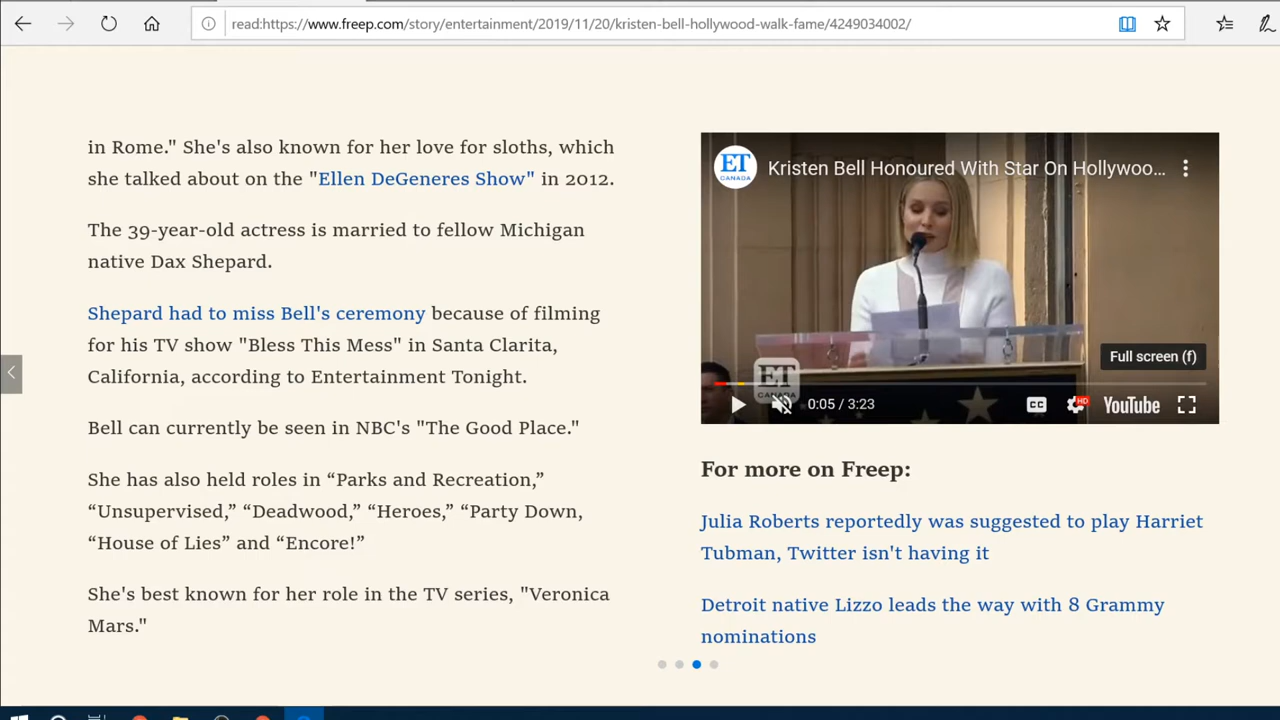 read:https://www.freep.com/story/entertainment/2019/11/20/kristen-bell-hollywood-walk-fame/4249034002/
in Rome." She's also known for her love for sloths, which
she talked about on the "Ellen DeGeneres Show" in 2012.
The 39-year-old actress is married to fellow Michigan
native Dax Shepard.
Shepard had to miss Bell's ceremony because of filming
for his TV show "Bless This Mess" in Santa Clarita,
California, according to Entertainment Tonight.
Bell can currently be seen in NBC's "The Good Place."
She has also held roles in “Parks and Recreation,”
“Unsupervised,” “Deadwood,” “Heroes,” “Party Down,
“House of Lies” and “Encore!”
She's best known for her role in the TV series, "Veronica
Mars."
ET
CANADA
Kristen Bell Honoured With Star On Hollywoo...
Full screen (f)
ET
CANADA
0:05 / 3:23
CC
HD
YouTube
For more on Freep:
Julia Roberts reportedly was suggested to play Harriet
Tubman, Twitter isn't having it
Detroit native Lizzo leads the way with 8 Grammy
nominations